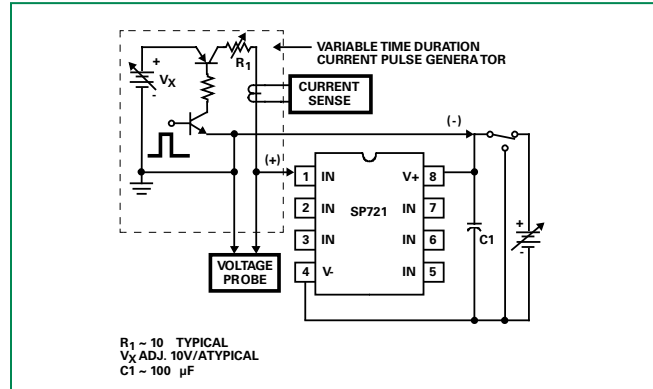 VARIABLE TIME DURATION
CURRENT PULSE GENERATOR
+
VX
-
R1
CURRENT
SENSE
(-)
(+)
1 IN V+ 8
2 IN SP721 IN 7
3 IN IN 6
4 V- IN 5
C1
+
-
VOLTAGE
PROBE
R1 ~ 10 TYPICAL
VX ADJ. 10V/ATYPICAL
C1 ~ 100 µF